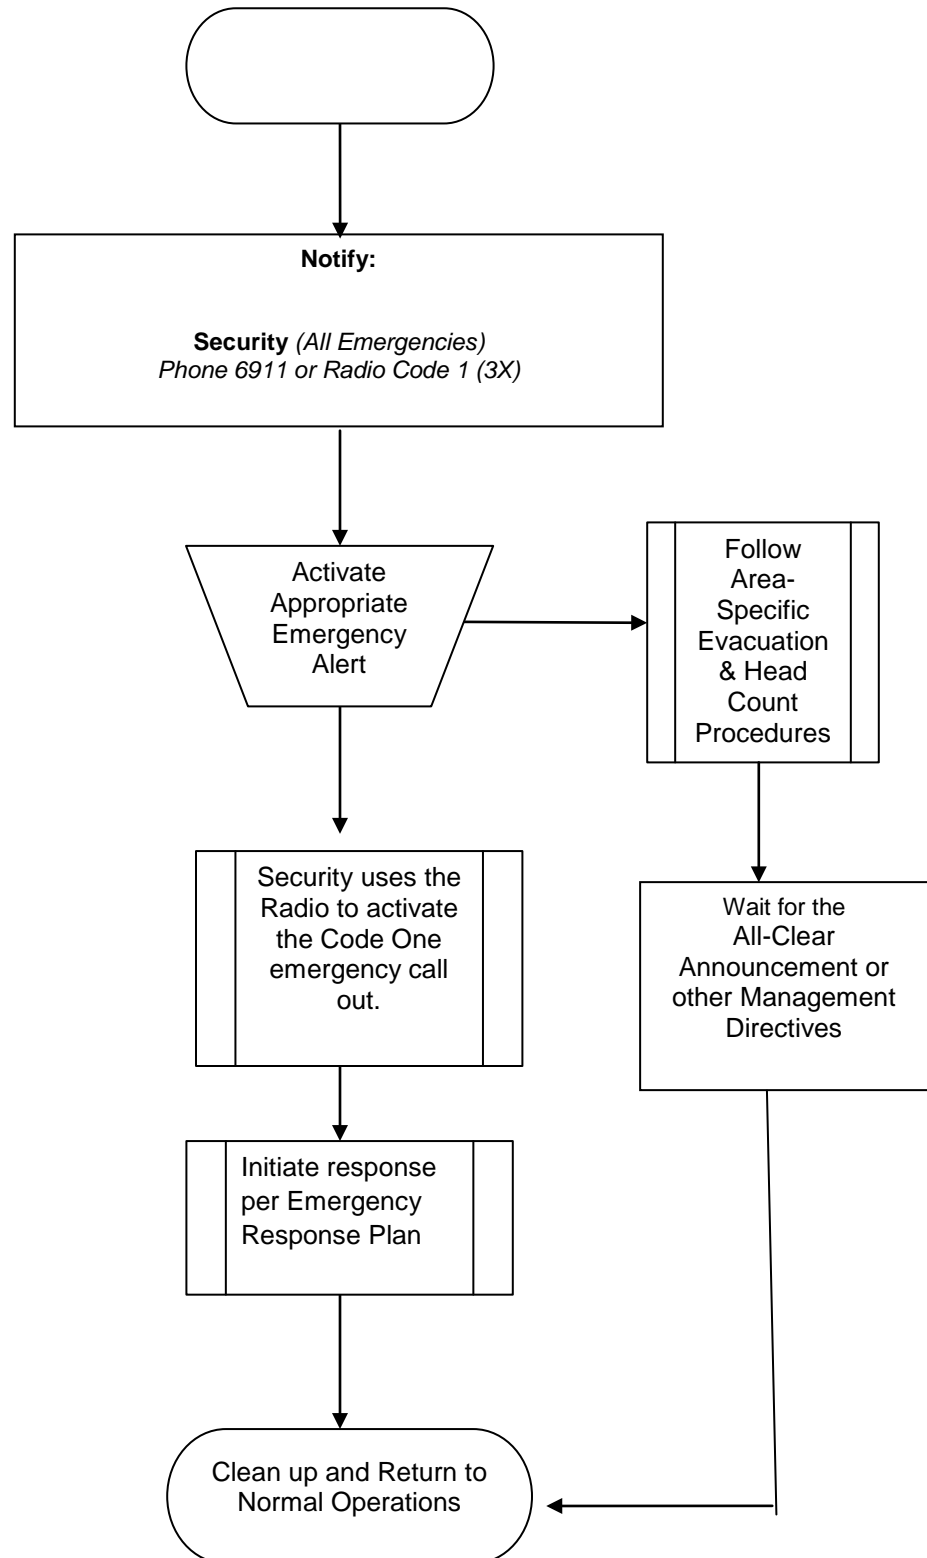 Notify:
Security (All Emergencies)
Phone 6911 or Radio Code 1 (3X)
Activate
Appropriate
Emergency
Alert
Follow
Area-
Specific
Evacuation
& Head
Count
Procedures
Security uses the
Radio to activate
the Code One
emergency call
out.
Wait for the
All-Clear
Announcement or
other Management
Directives
Initiate response
per Emergency
Response Plan
Clean up and Return to
Normal Operations